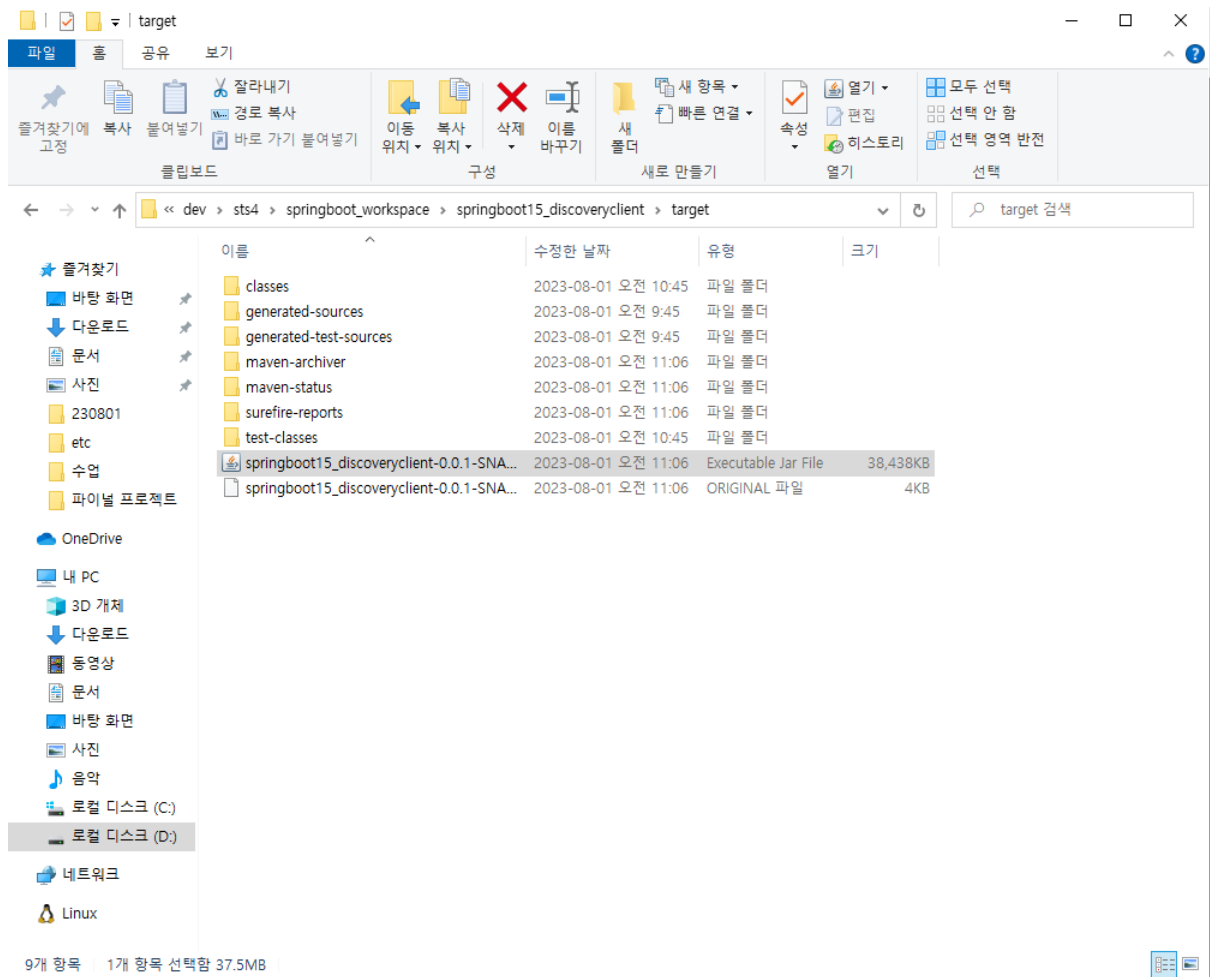 target
파일 홈 공유 보기
즐겨찾기에 고정
복사
붙여넣기
잘라내기
경로 복사
바로 가기 붙여넣기
클립보드
이동 위치
복사 위치
삭제
이름 바꾸기
구성
새 폴더
새 항목
빠른 연결
새로 만들기
속성
열기
편집
히스토리
열기
모두 선택
선택 안 함
선택 영역 반전
선택
« dev › sts4 › springboot_workspace › springboot15_discoveryclient › target
target 검색
이름 수정한 날짜 유형 크기
classes 2023-08-01 오전 10:45 파일 폴더
generated-sources 2023-08-01 오전 9:45 파일 폴더
generated-test-sources 2023-08-01 오전 9:45 파일 폴더
maven-archiver 2023-08-01 오전 11:06 파일 폴더
maven-status 2023-08-01 오전 11:06 파일 폴더
surefire-reports 2023-08-01 오전 11:06 파일 폴더
test-classes 2023-08-01 오전 10:45 파일 폴더
springboot15_discoveryclient-0.0.1-SNA... 2023-08-01 오전 11:06 Executable Jar File 38,438KB
springboot15_discoveryclient-0.0.1-SNA... 2023-08-01 오전 11:06 ORIGINAL 파일 4KB
즐겨찾기
바탕 화면
다운로드
문서
사진
230801
etc
수업
파이널 프로젝트
OneDrive
내 PC
3D 개체
다운로드
동영상
문서
바탕 화면
사진
음악
로컬 디스크 (C:)
로컬 디스크 (D:)
네트워크
Linux
9개 항목 1개 항목 선택함 37.5MB